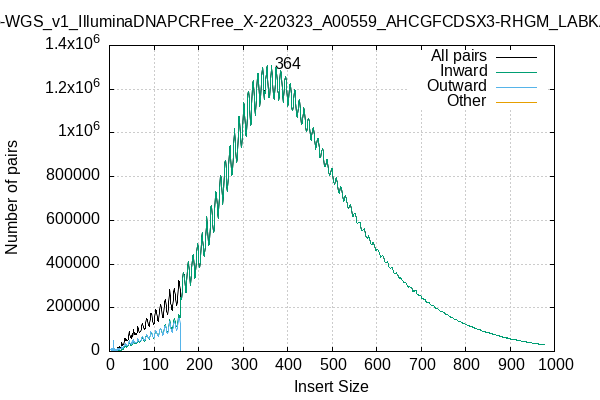 -WGS_v1_IlluminaDNAPCRFree_X-220323_A00559_AHCGFCDSX3-RHGM_LABK
1.4x10^6
1.2x10^6
1x10^6
800000
600000
400000
200000
0
Number of pairs
364
All pairs
Inward
Outward
Other
0 100 200 300 400 500 600 700 800 900 1000
Insert Size